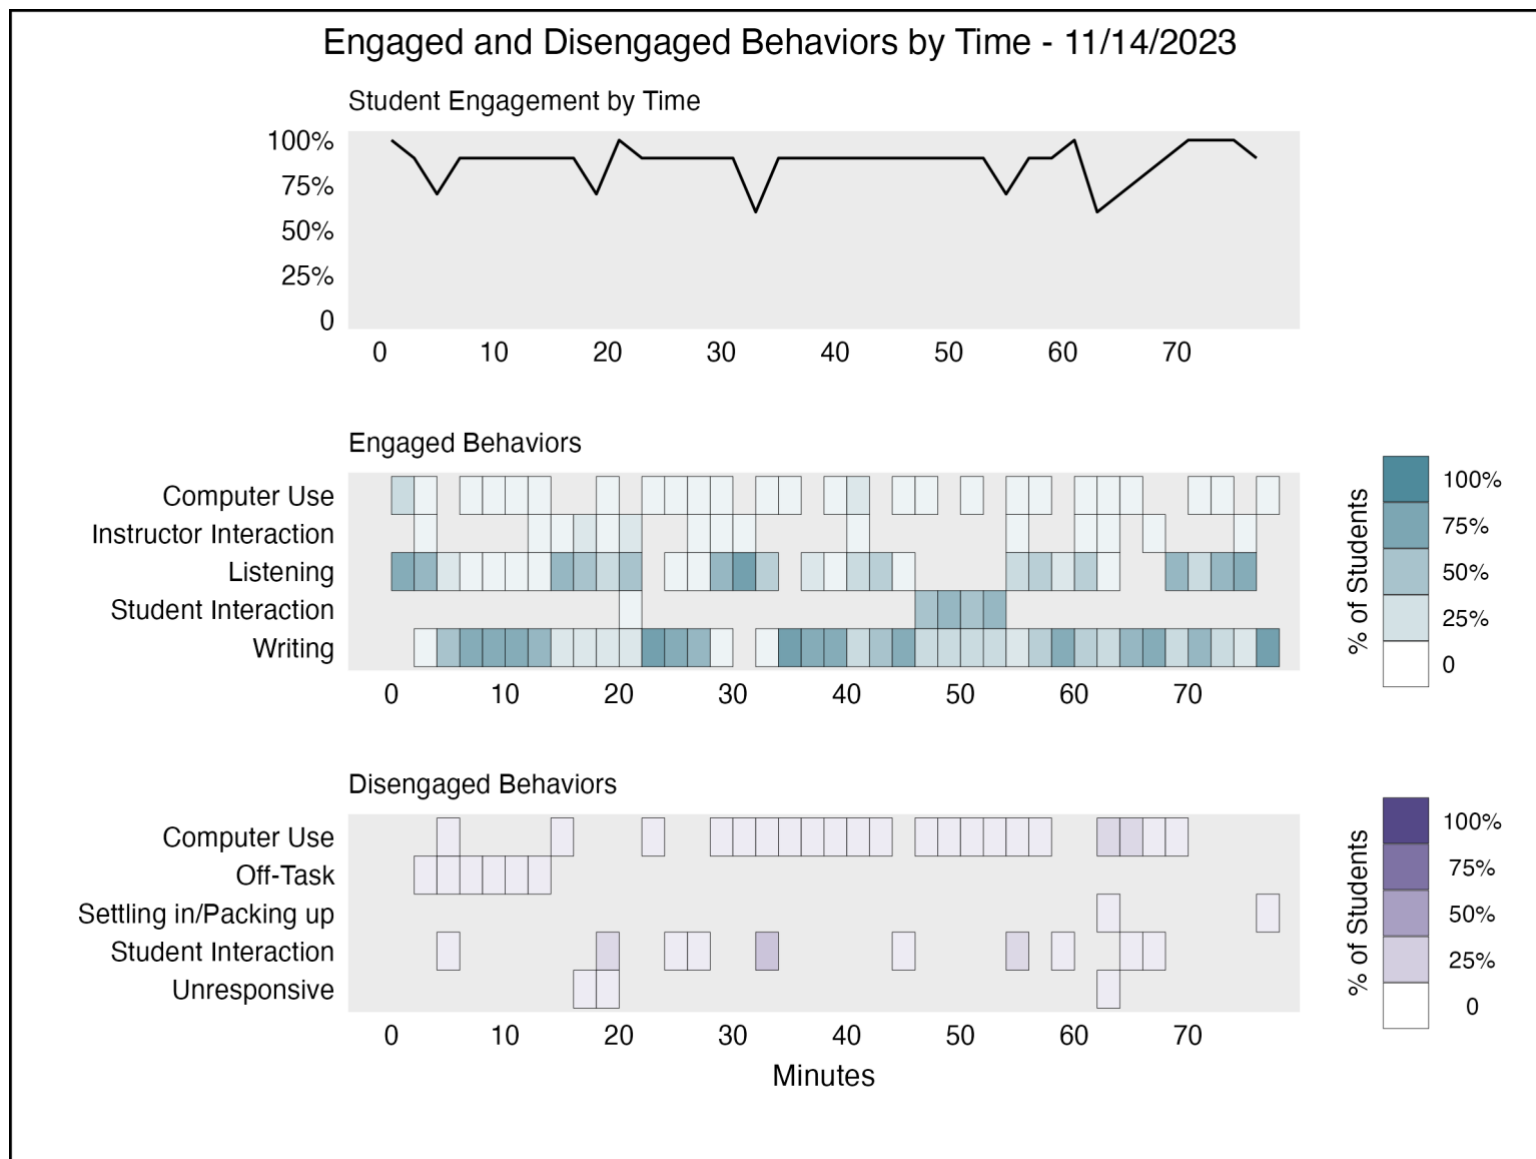 Engaged and Disengaged Behaviors by Time - 11/14/2023
Student Engagement by Time
100%
75%
50%
25%
0
0 10 20 30 40 50 60 70
Engaged Behaviors
Computer Use
Instructor Interaction
Listening
Student Interaction
Writing
0 10 20 30 40 50 60 70
% of Students
100%
75%
50%
25%
0
Disengaged Behaviors
Computer Use
Off-Task
Settling in/Packing up
Student Interaction
Unresponsive
0 10 20 30 40 50 60 70
Minutes
% of Students
100%
75%
50%
25%
0